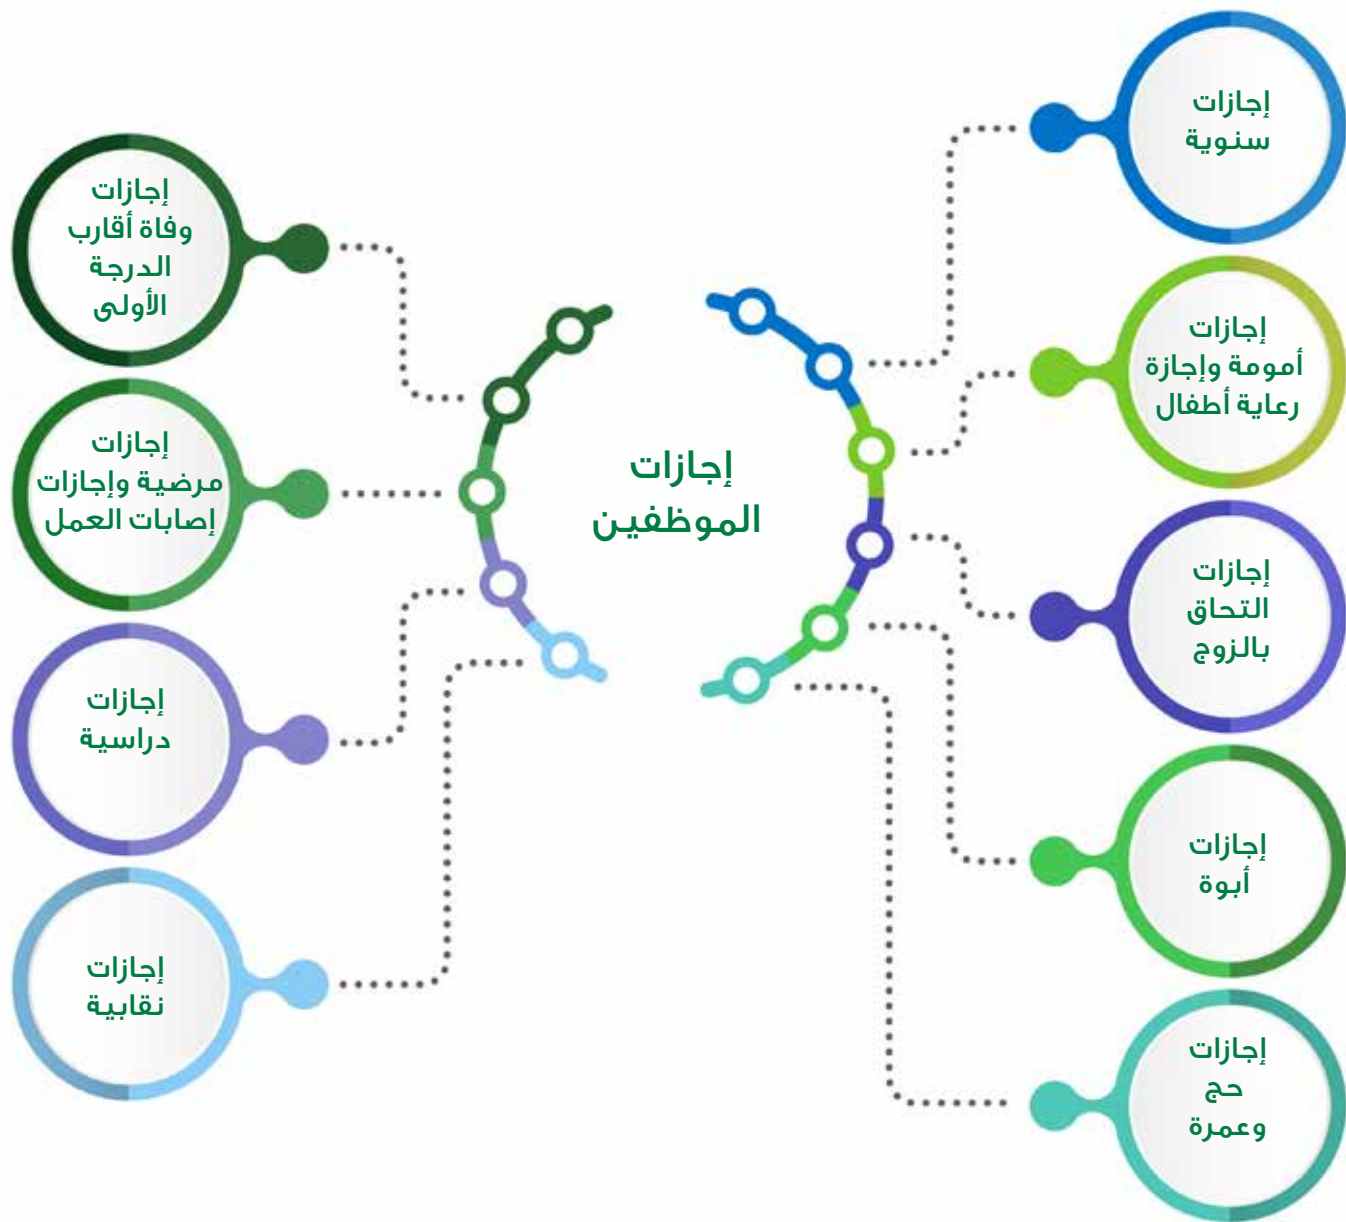 إجازات
الموظفين
إجازات
سنوية
إجازات
أمومة وإجازة
رعاية أطفال
إجازات
التحاق
بالزوج
إجازات
أبوة
إجازات
حج
وعمرة
إجازات
وفاة أقارب
الدرجة
الأولى
إجازات
مرضية وإجازات
إصابات العمل
إجازات
دراسية
إجازات
نقابية